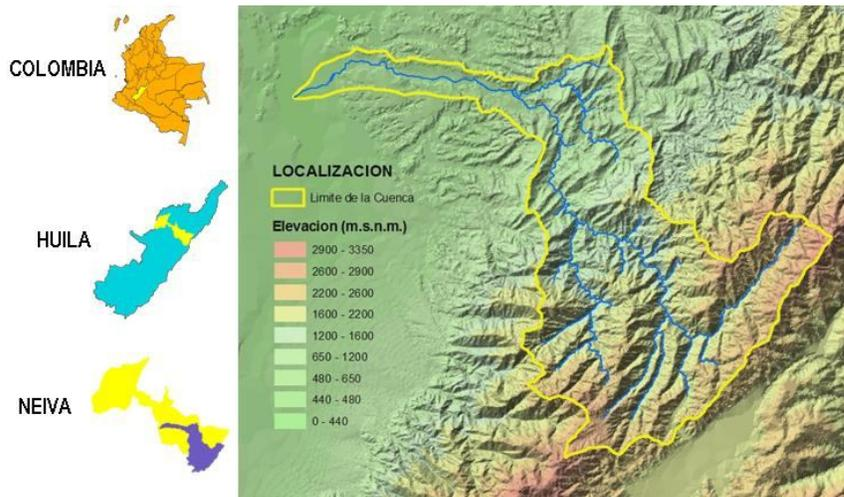 COLOMBIA
HUILA
NEIVA
LOCALIZACION
Limite de la Cuenca
Elevacion (m.s.n.m.)
2900 - 3350
2600 - 2900
2200 - 2600
1600 - 2200
1200 - 1600
650 - 1200
480 - 650
440 - 480
0 - 440